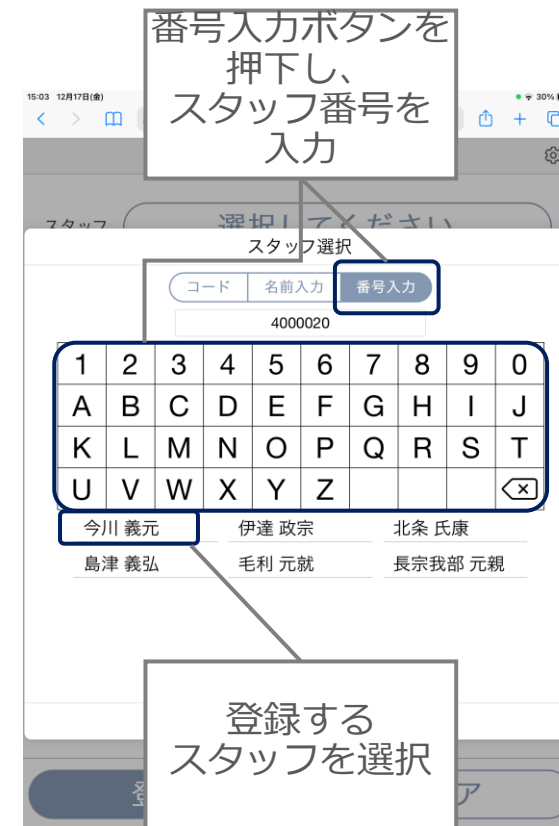 番号入力ボタンを
押下し、
スタッフ番号を
入力
15:03 12月17日(金)
30%
スタッフ 選択してください
スタッフ選択
コード 名前入力 番号入力
4000020
1 2 3 4 5 6 7 8 9 0
A B C D E F G H I J
K L M N O P Q R S T
U V W X Y Z
今川 義元 伊達 政宗 北条 氏康
島津 義弘 毛利 元就 長宗我部 元親
登録する
スタッフを選択
ア